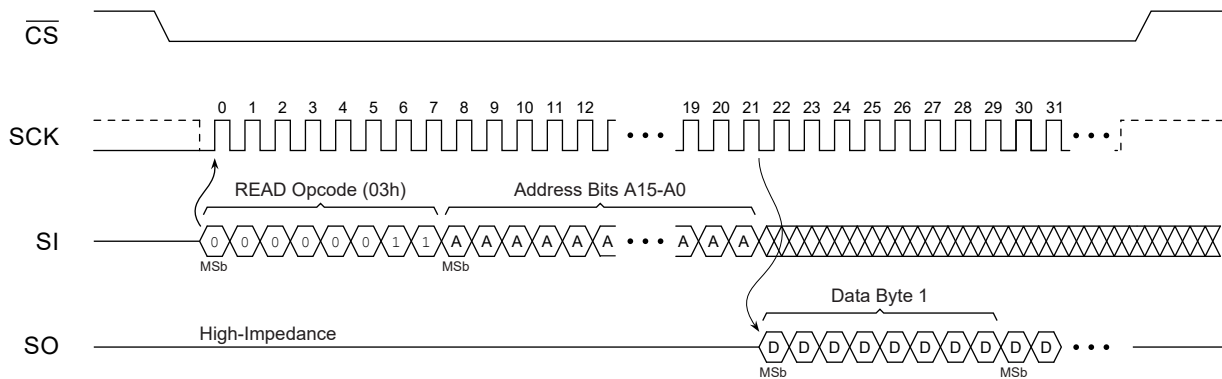 CS
0 1 2 3 4 5 6 7 8 9 10 11 12 19 20 21 22 23 24 25 26 27 28 29 30 31
SCK
READ Opcode (03h) Address Bits A15-A0
SI 0 0 0 0 0 0 1 1 A A A A A A A A A
MSb MSb
Data Byte 1
High-Impedance
SO D D D D D D D D D D
MSb MSb